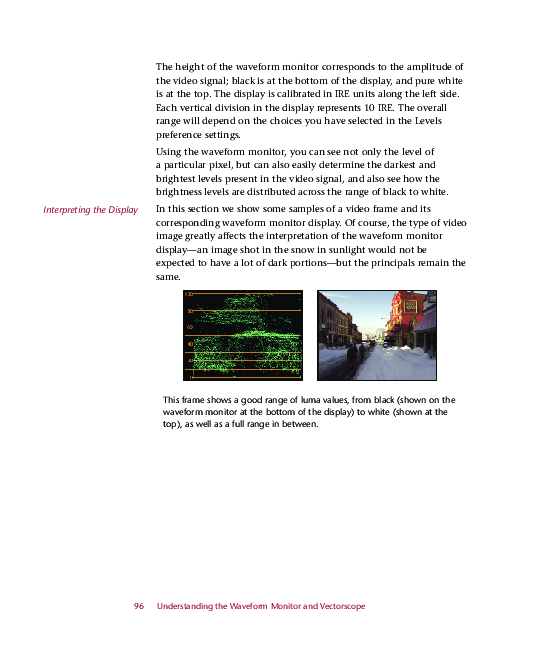 The height of the waveform monitor corresponds to the amplitude of
the video signal; black is at the bottom of the display, and pure white
is at the top. The display is calibrated in IRE units along the left side.
Each vertical division in the display represents 10 IRE. The overall
range will depend on the choices you have selected in the Levels
preference settings.
Using the waveform monitor, you can see not only the level of
a particular pixel, but can also easily determine the darkest and
brightest levels present in the video signal, and also see how the
brightness levels are distributed across the range of black to white.
Interpreting the Display
In this section we show some samples of a video frame and its
corresponding waveform monitor display. Of course, the type of video
image greatly affects the interpretation of the waveform monitor
display—an image shot in the snow in sunlight would not be
expected to have a lot of dark portions—but the principals remain the
same.
100
80
60
This frame shows a good range of luma values, from black (shown on the
waveform monitor at the bottom of the display) to white (shown at the
top), as well as a full range in between.
96 Understanding the Waveform Monitor and Vectorscope